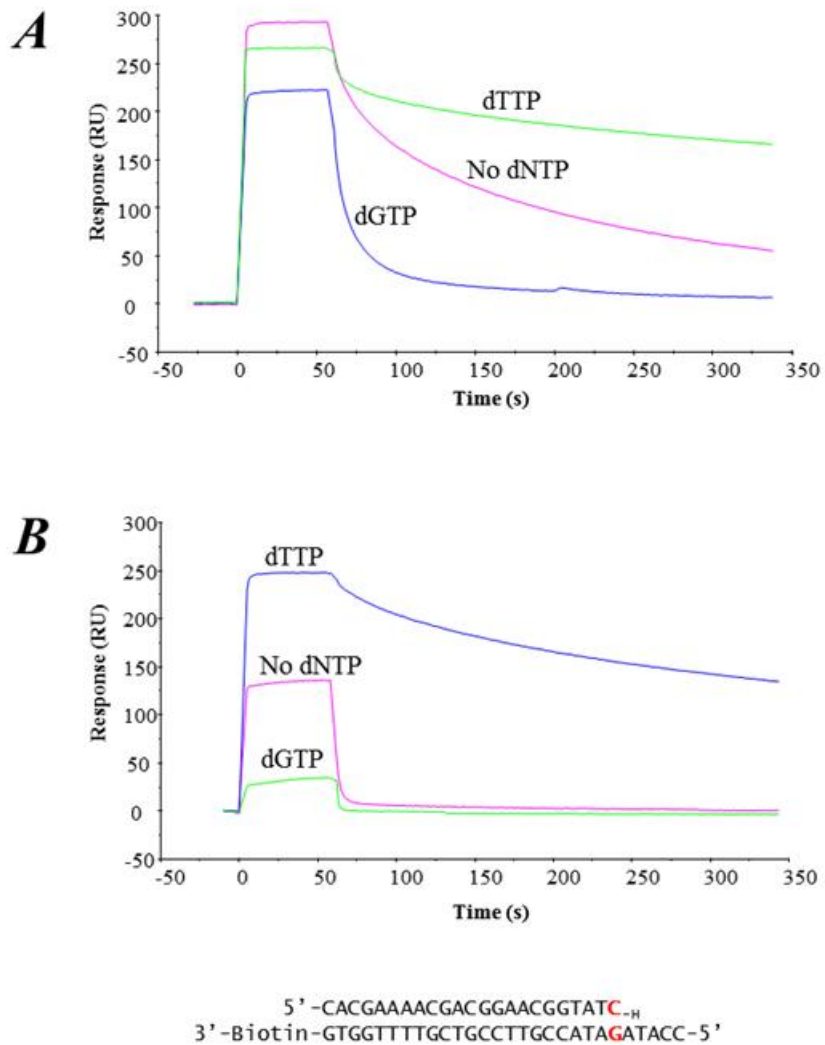 A
300
250
200
150
100
50
0
-50
Response (RU)
dTTP
No dNTP
dGTP
-50 0 50 100 150 200 250 300 350
Time (s)
B
300
250
200
150
100
50
0
-50
Response (RU)
dTTP
No dNTP
dGTP
-50 0 50 100 150 200 250 300 350
Time (s)
5’-CACGAAAACGACGGAACGGTATC-H
3’-Biotin-GTGGTTTTGCTGCCTTGCCATAGATACC-5’